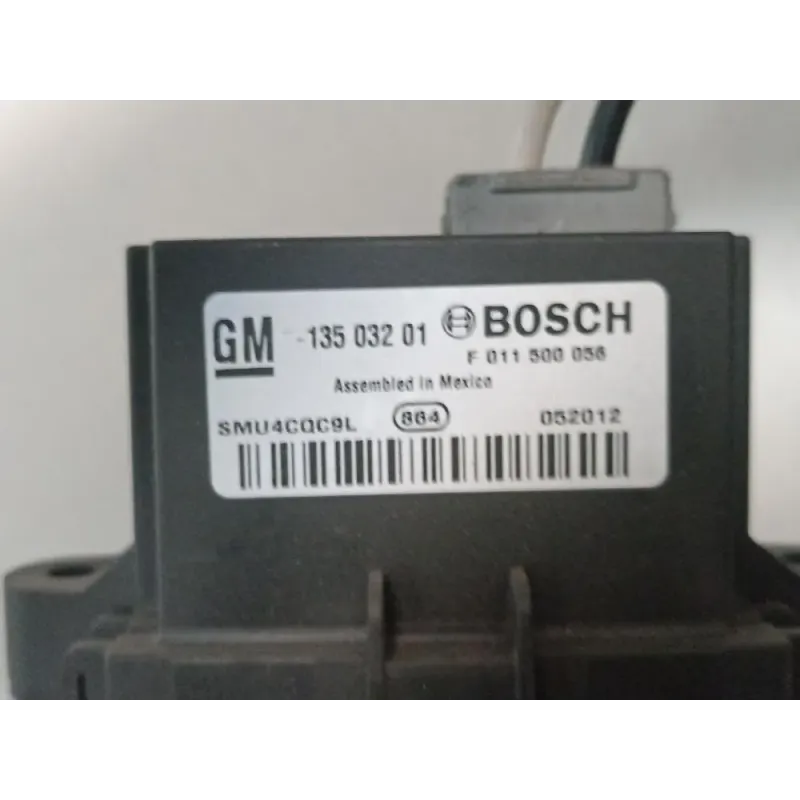 GM -135 032 01 BOSCH
F 011 500 056
Assembled in Mexico
SMU4CQC9L 864 052012